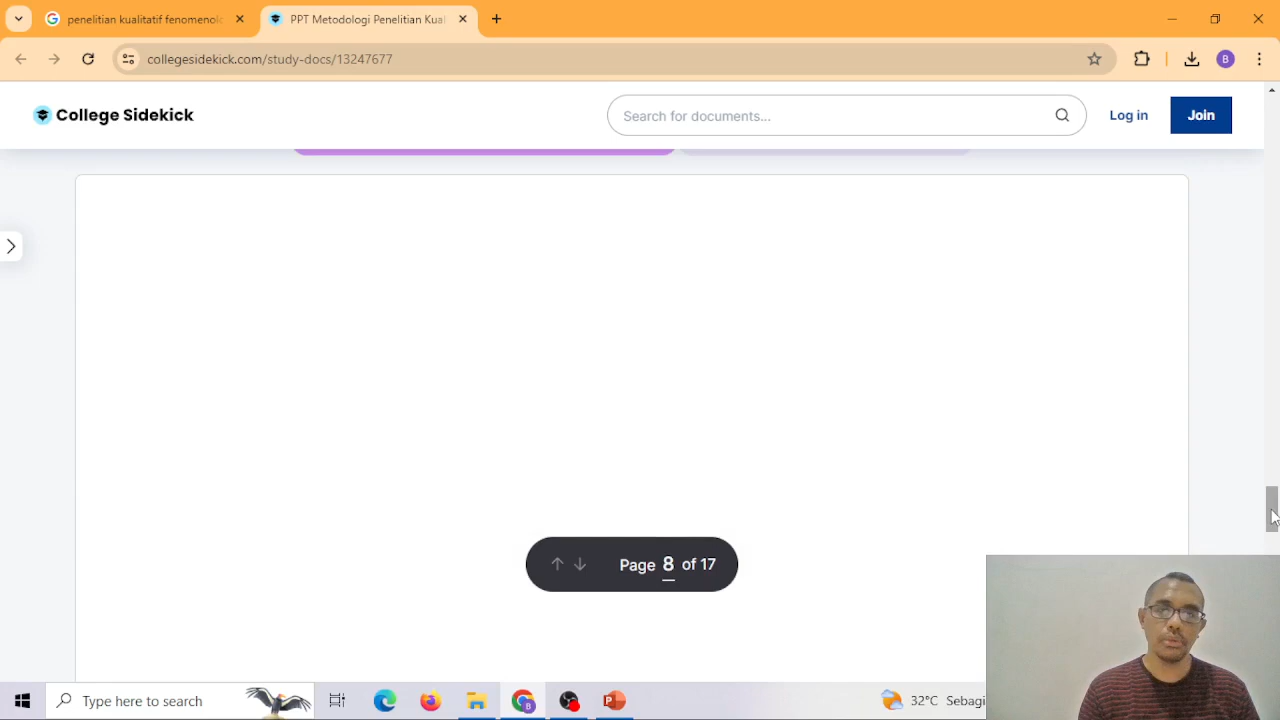 penelitian kualitatif fenomenolo
PPT Metodologi Penelitian Kual
collegesidekick.com/study-docs/13247677
B
College Sidekick
Search for documents...
Log in
Join
Page 8 of 17
Type here to search
32°C Sebagi